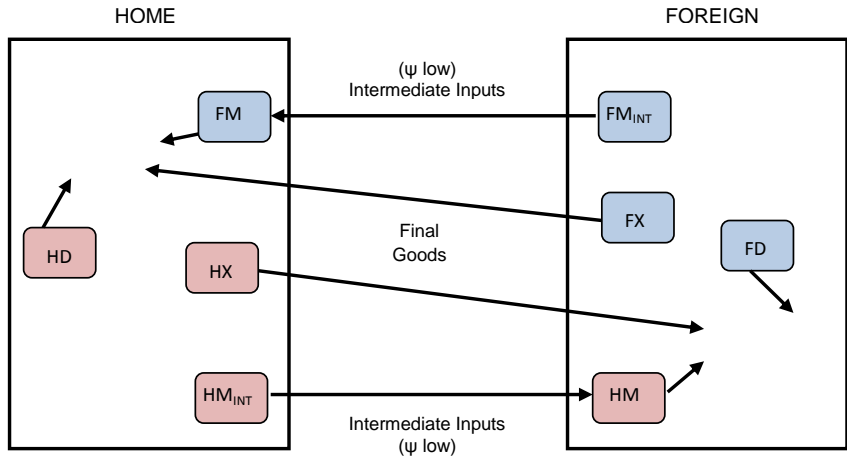 HOME
FOREIGN
(ψ low)
Intermediate Inputs
FM
FM_INT
FX
Final
Goods
HD
HX
FD
HM_INT
HM
Intermediate Inputs
(ψ low)